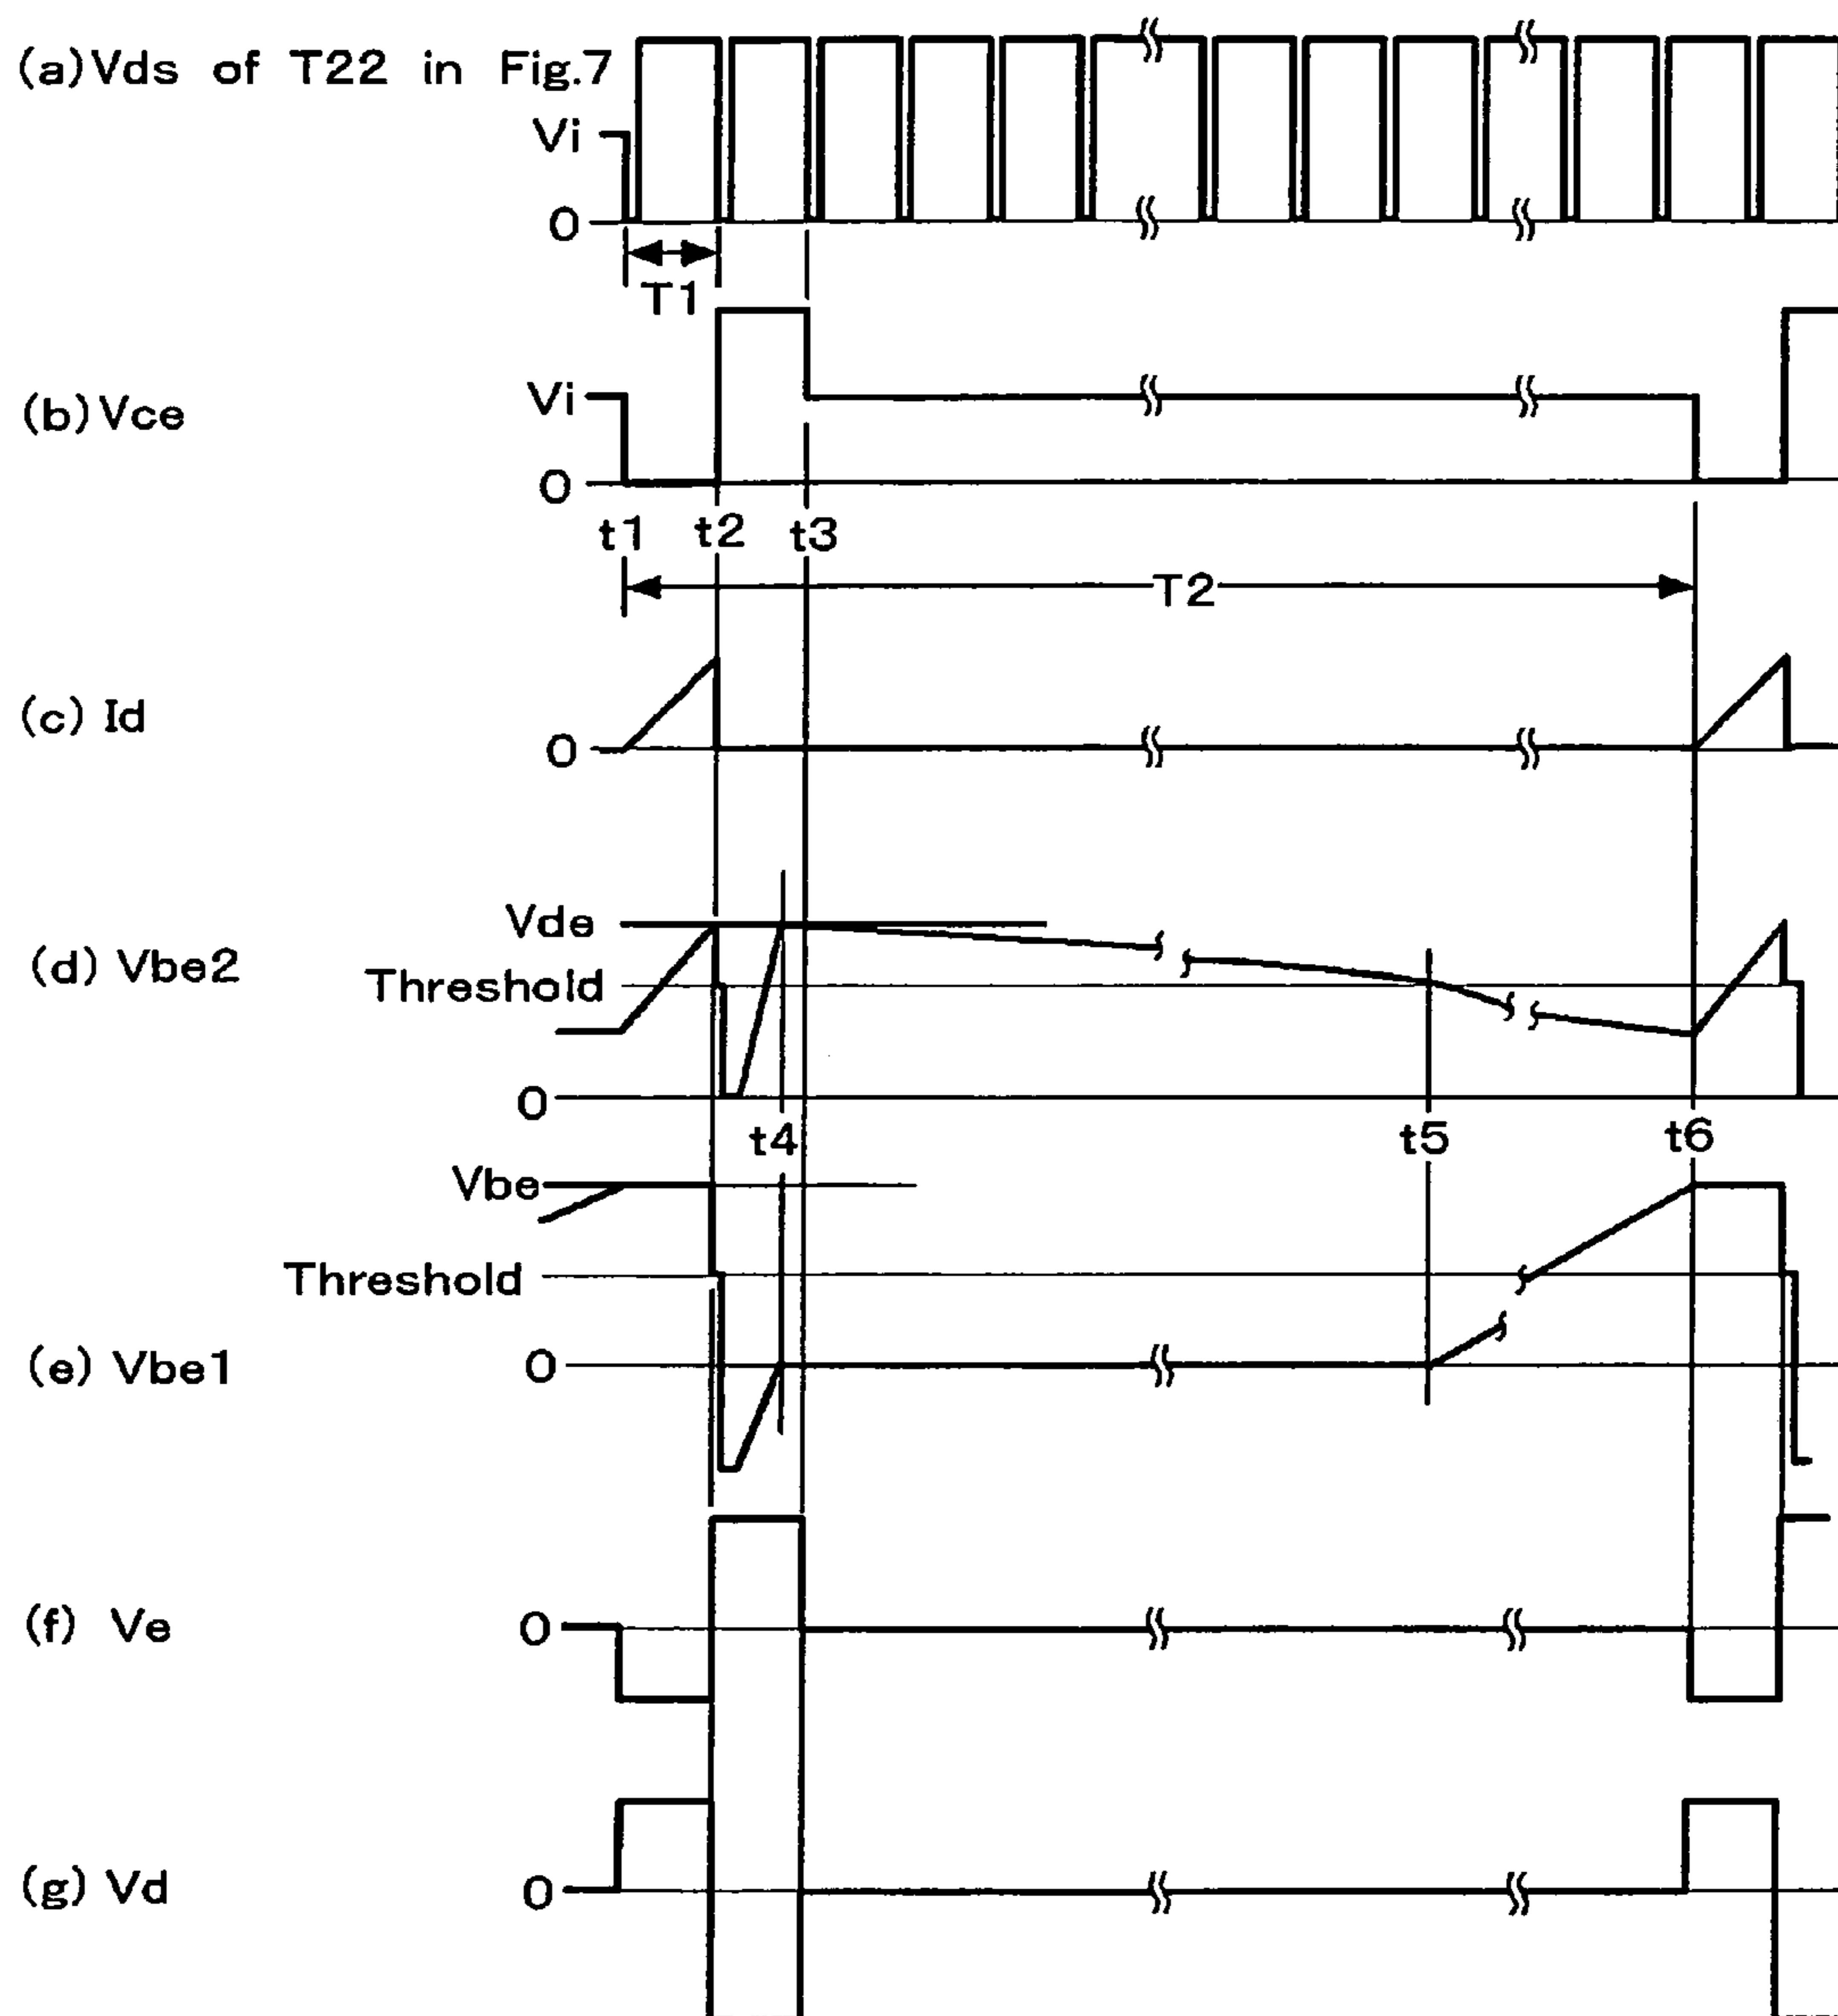 (a)Vds of T22 in Fig.7
Vi
0
T1
(b)Vce
Vi
0
t1 t2 t3
T2
(c) Id
0
(d) Vbe2
Vde
Threshold
0
t4 t5 t6
Vbe
Threshold
(e) Vbe1
0
(f) Ve
0
(g) Vd
0